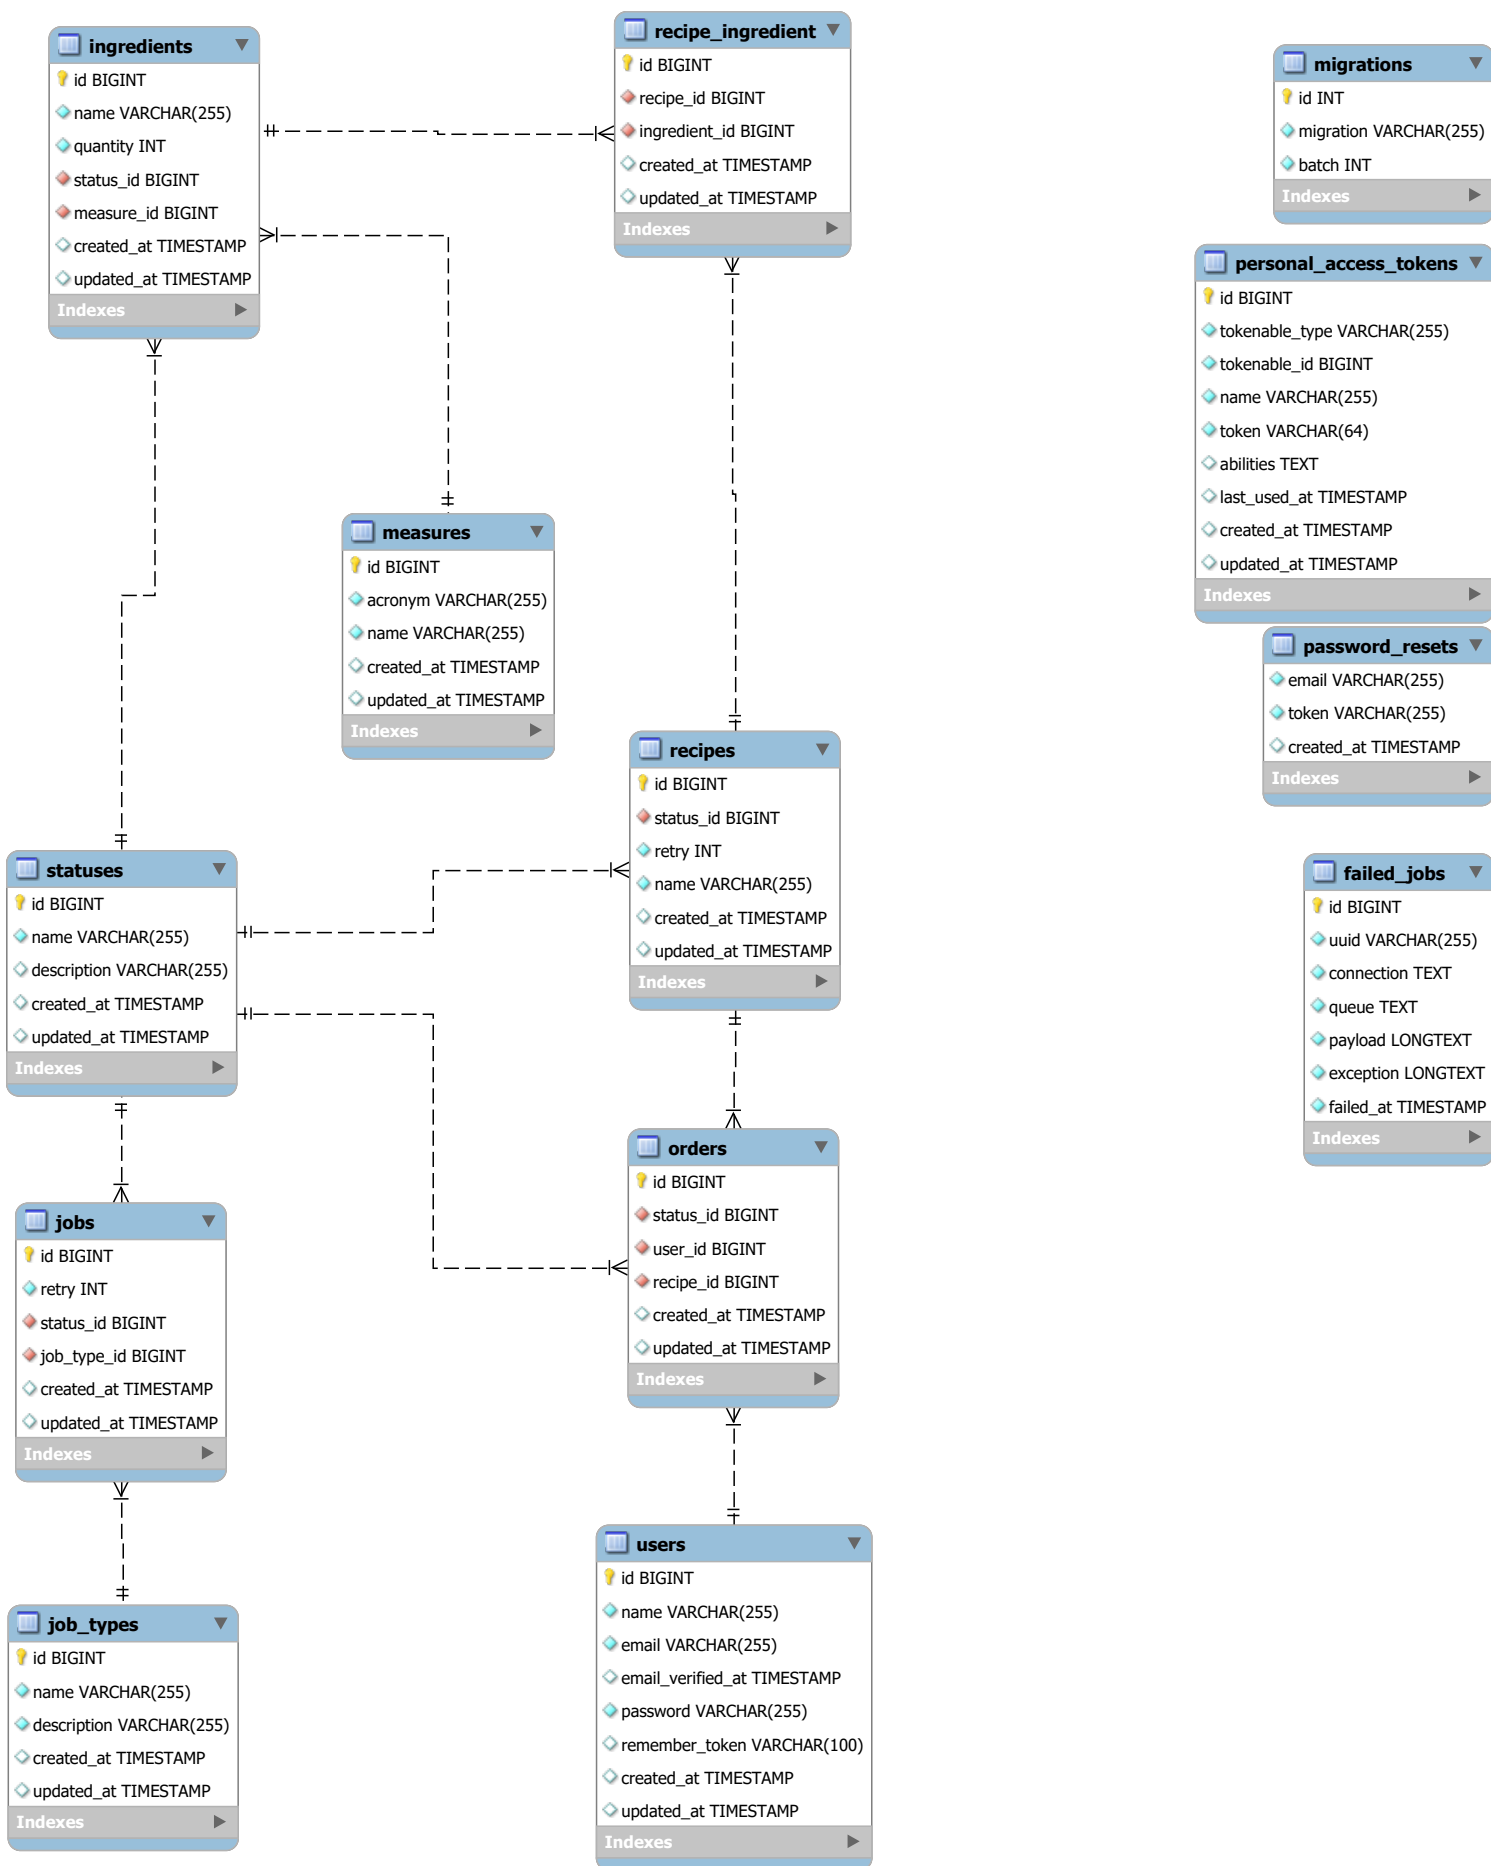 ingredients
id BIGINT
name VARCHAR(255)
quantity INT
status_id BIGINT
measure_id BIGINT
created_at TIMESTAMP
updated_at TIMESTAMP
Indexes
recipe_ingredient
id BIGINT
recipe_id BIGINT
ingredient_id BIGINT
created_at TIMESTAMP
updated_at TIMESTAMP
Indexes
migrations
id INT
migration VARCHAR(255)
batch INT
Indexes
personal_access_tokens
id BIGINT
tokenable_type VARCHAR(255)
tokenable_id BIGINT
name VARCHAR(255)
token VARCHAR(64)
abilities TEXT
last_used_at TIMESTAMP
created_at TIMESTAMP
updated_at TIMESTAMP
Indexes
measures
id BIGINT
acronym VARCHAR(255)
name VARCHAR(255)
created_at TIMESTAMP
updated_at TIMESTAMP
Indexes
password_resets
email VARCHAR(255)
token VARCHAR(255)
created_at TIMESTAMP
Indexes
recipes
id BIGINT
status_id BIGINT
retry INT
name VARCHAR(255)
created_at TIMESTAMP
updated_at TIMESTAMP
Indexes
statuses
id BIGINT
name VARCHAR(255)
description VARCHAR(255)
created_at TIMESTAMP
updated_at TIMESTAMP
Indexes
failed_jobs
id BIGINT
uuid VARCHAR(255)
connection TEXT
queue TEXT
payload LONGTEXT
exception LONGTEXT
failed_at TIMESTAMP
Indexes
orders
id BIGINT
status_id BIGINT
user_id BIGINT
recipe_id BIGINT
created_at TIMESTAMP
updated_at TIMESTAMP
Indexes
jobs
id BIGINT
retry INT
status_id BIGINT
job_type_id BIGINT
created_at TIMESTAMP
updated_at TIMESTAMP
Indexes
users
id BIGINT
name VARCHAR(255)
email VARCHAR(255)
email_verified_at TIMESTAMP
password VARCHAR(255)
remember_token VARCHAR(100)
created_at TIMESTAMP
updated_at TIMESTAMP
Indexes
job_types
id BIGINT
name VARCHAR(255)
description VARCHAR(255)
created_at TIMESTAMP
updated_at TIMESTAMP
Indexes